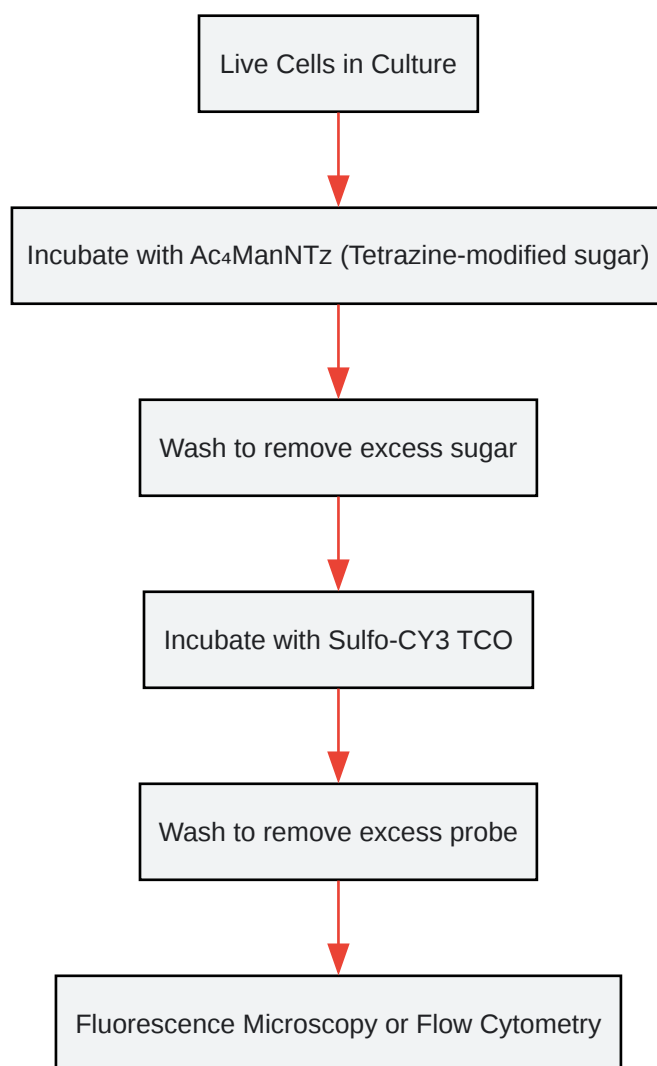 Live Cells in Culture
Incubate with Ac₄ManNTz (Tetrazine-modified sugar)
Wash to remove excess sugar
Incubate with Sulfo-CY3 TCO
Wash to remove excess probe
Fluorescence Microscopy or Flow Cytometry